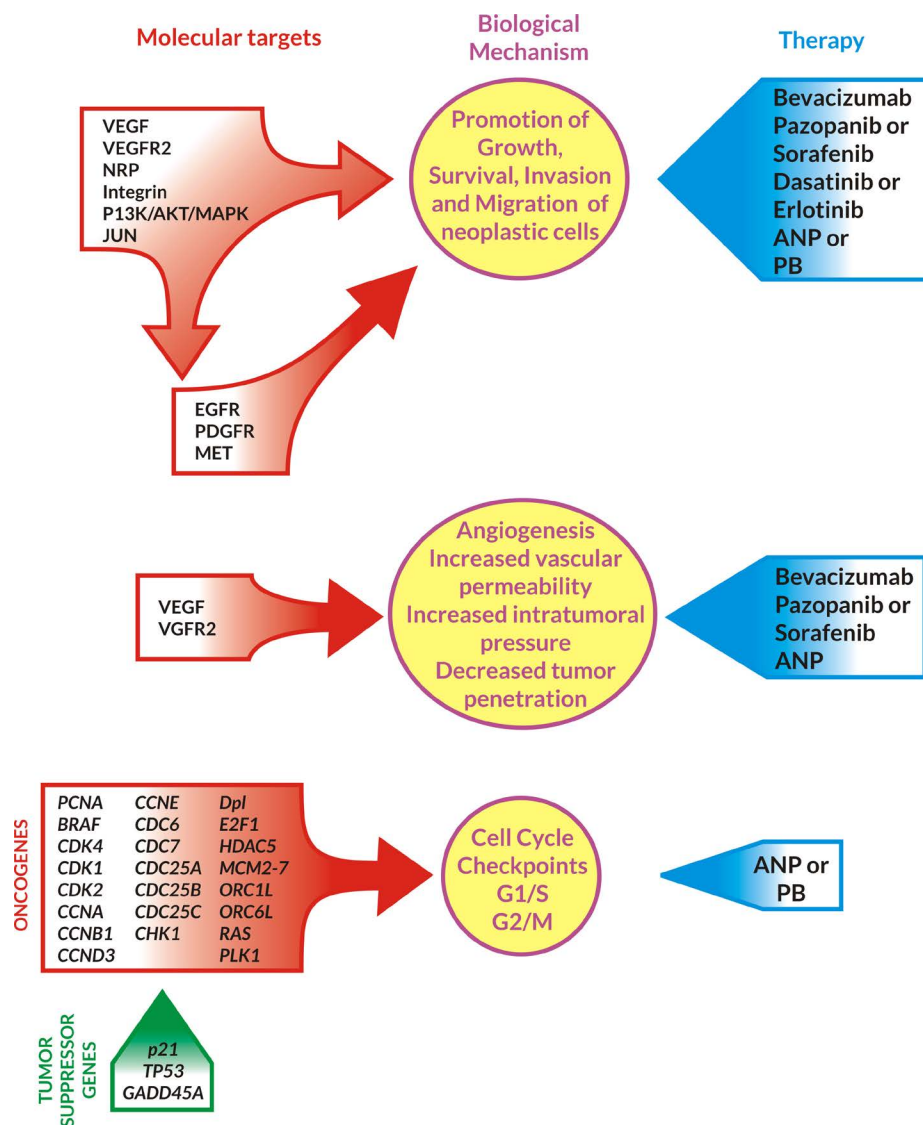 Molecular targets
Biological
Mechanism
Therapy
VEGF
VEGFR2
NRP
Integrin
P13K/AKT/MAPK
JUN
Promotion of
Growth,
Survival, Invasion
and Migration of
neoplastic cells
Bevacizumab
Pazopanib or
Sorafenib
Dasatinib or
Erlotinib
ANP or
PB
EGFR
PDGFR
MET
VEGF
VGFR2
Angiogenesis
Increased vascular
permeability
Increased intratumoral
pressure
Decreased tumor
penetration
Bevacizumab
Pazopanib or
Sorafenib
ANP
ONCOGENES
PCNA CCNE Dpl
BRAF CDC6 E2F1
CDK4 CDC7 HDAC5
CDK1 CDC25A MCM2-7
CDK2 CDC25B ORC1L
CCNA CDC25C ORC6L
CCNB1 CHK1 RAS
CCND3 PLK1
Cell Cycle
Checkpoints
G1/S
G2/M
ANP or
PB
TUMOR
SUPPRESSOR
GENES
p21
TP53
GADD45A